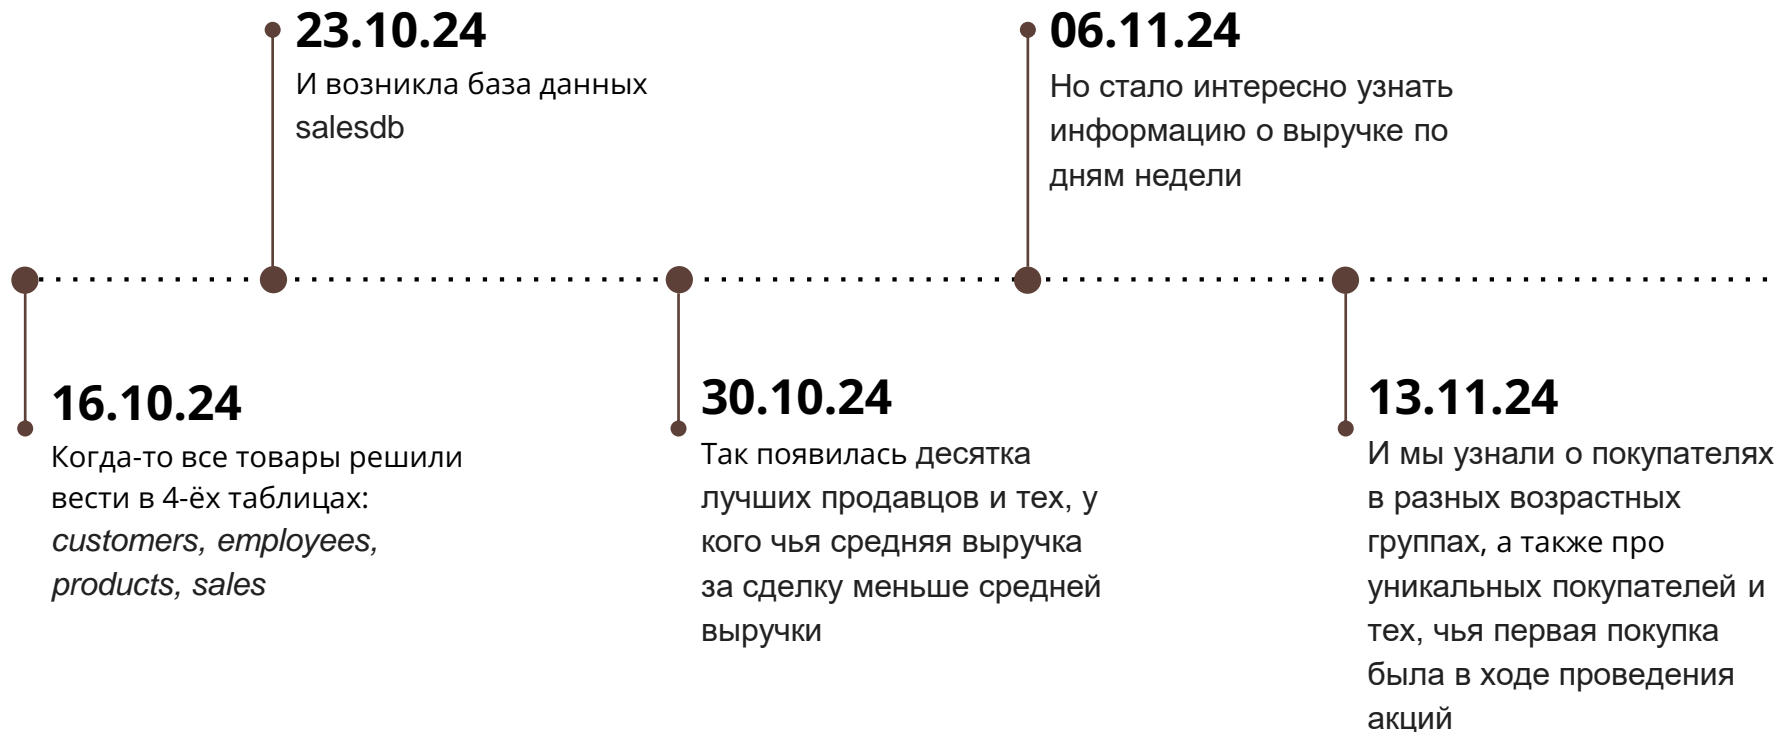 23.10.24
И возникла база данных
salesdb
06.11.24
Но стало интересно узнать
информацию о выручке по
дням недели
16.10.24
Когда-то все товары решили
вести в 4-ёх таблицах:
customers, employees,
products, sales
30.10.24
Так появилась десятка
лучших продавцов и тех, у
кого чья средняя выручка
за сделку меньше средней
выручки
13.11.24
И мы узнали о покупателях
в разных возрастных
группах, а также про
уникальных покупателей и
тех, чья первая покупка
была в ходе проведения
акций